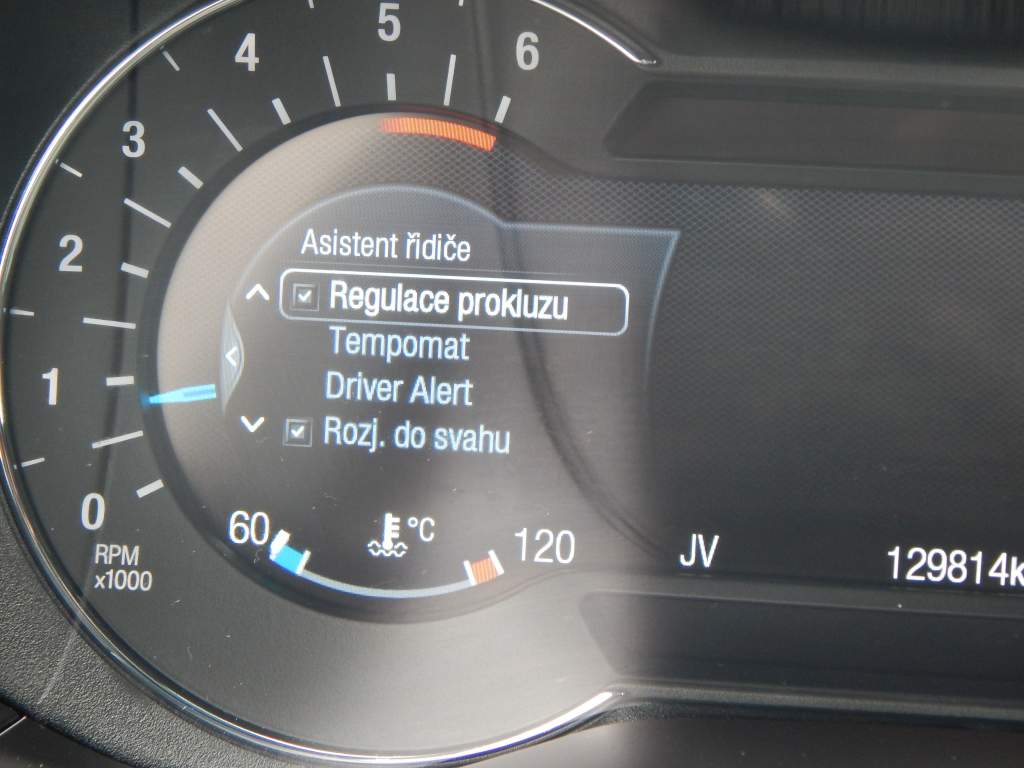 5
4
6
3
2
1
0
RPM
x1000
Asistent řidiče
Regulace prokluzu
Tempomat
Driver Alert
Rozj. do svahu
60
°C
120
JV
129814k